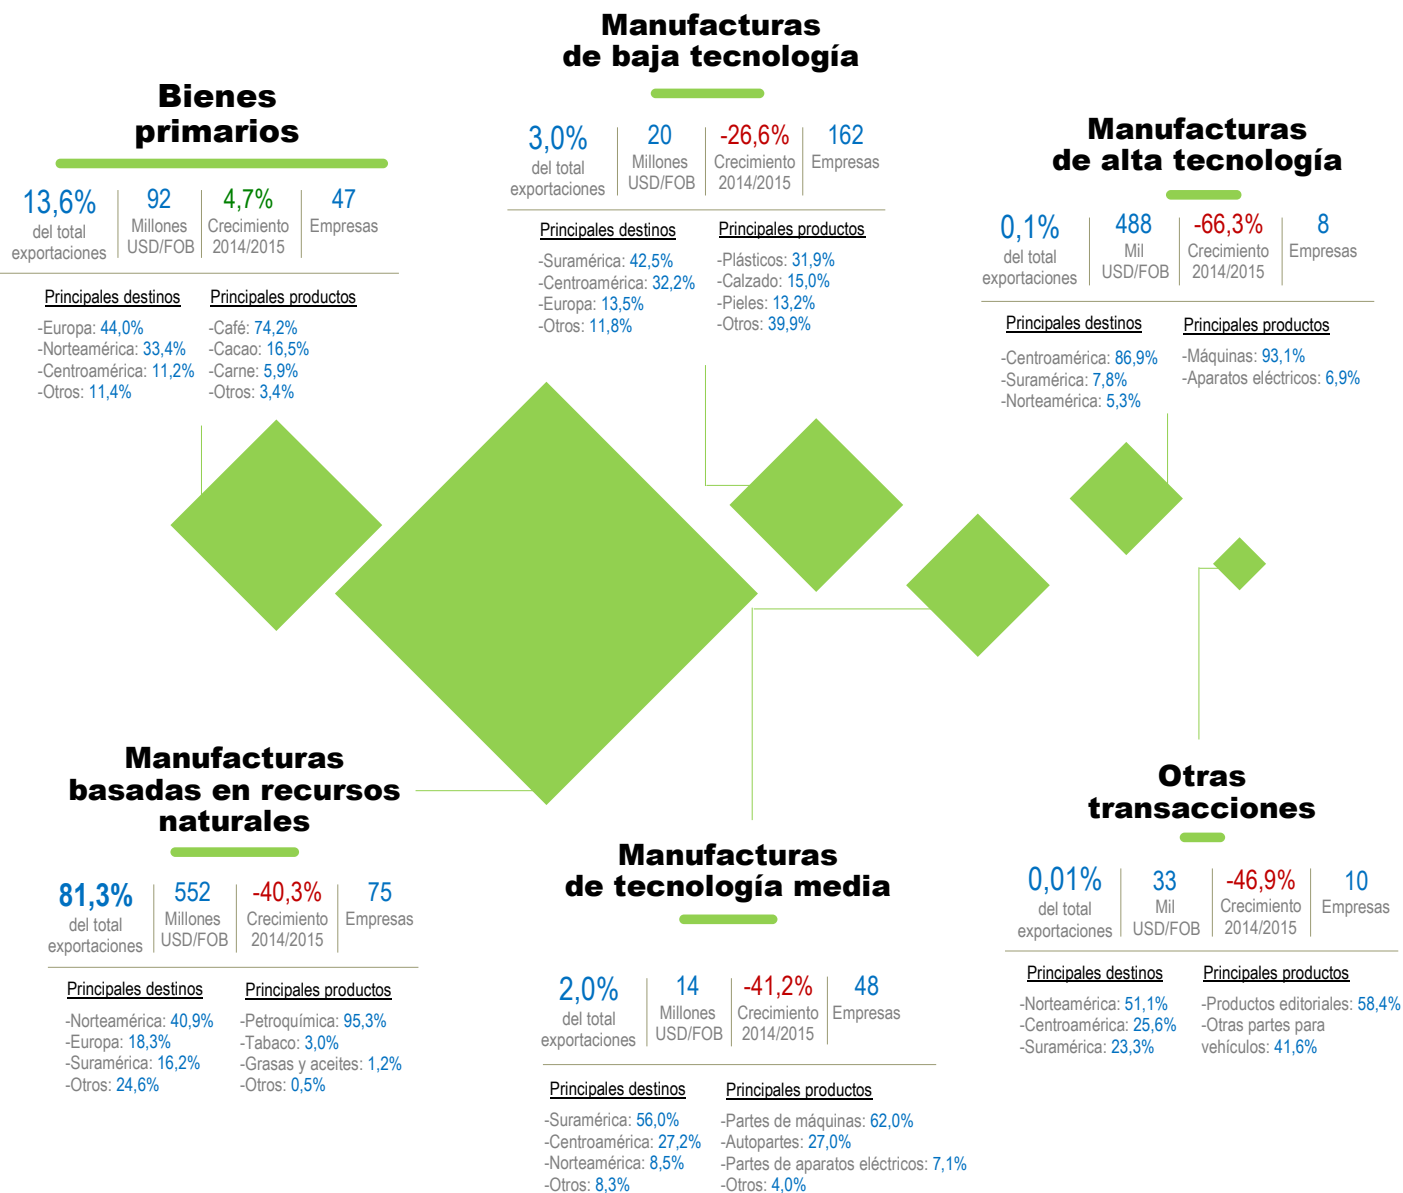 Bienes
primarios
13,6%
del total
exportaciones
92
Millones
USD/FOB
4,7%
Crecimiento
2014/2015
47
Empresas
Principales destinos
-Europa: 44,0%
-Norteamérica: 33,4%
-Centroamérica: 11,2%
-Otros: 11,4%
Principales productos
-Café: 74,2%
-Cacao: 16,5%
-Carne: 5,9%
-Otros: 3,4%
Manufacturas
de baja tecnología
3,0%
del total
exportaciones
20
Millones
USD/FOB
-26,6%
Crecimiento
2014/2015
162
Empresas
Principales destinos
-Suramérica: 42,5%
-Centroamérica: 32,2%
-Europa: 13,5%
-Otros: 11,8%
Principales productos
-Plásticos: 31,9%
-Calzado: 15,0%
-Pieles: 13,2%
-Otros: 39,9%
Manufacturas
de alta tecnología
0,1%
del total
exportaciones
488
Mil
USD/FOB
-66,3%
Crecimiento
2014/2015
8
Empresas
Principales destinos
-Centroamérica: 86,9%
-Suramérica: 7,8%
-Norteamérica: 5,3%
Principales productos
-Máquinas: 93,1%
-Aparatos eléctricos: 6,9%
Manufacturas
basadas en recursos
naturales
81,3%
del total
exportaciones
552
Millones
USD/FOB
-40,3%
Crecimiento
2014/2015
75
Empresas
Principales destinos
-Norteamérica: 40,9%
-Europa: 18,3%
-Suramérica: 16,2%
-Otros: 24,6%
Principales productos
-Petroquímica: 95,3%
-Tabaco: 3,0%
-Grasas y aceites: 1,2%
-Otros: 0,5%
Manufacturas
de tecnología media
2,0%
del total
exportaciones
14
Millones
USD/FOB
-41,2%
Crecimiento
2014/2015
48
Empresas
Principales destinos
-Suramérica: 56,0%
-Centroamérica: 27,2%
-Norteamérica: 8,5%
-Otros: 8,3%
Principales productos
-Partes de máquinas: 62,0%
-Autopartes: 27,0%
-Partes de aparatos eléctricos: 7,1%
-Otros: 4,0%
Otras
transacciones
0,01%
del total
exportaciones
33
Mil
USD/FOB
-46,9%
Crecimiento
2014/2015
10
Empresas
Principales destinos
-Norteamérica: 51,1%
-Centroamérica: 25,6%
-Suramérica: 23,3%
Principales productos
-Productos editoriales: 58,4%
-Otras partes para
vehículos: 41,6%